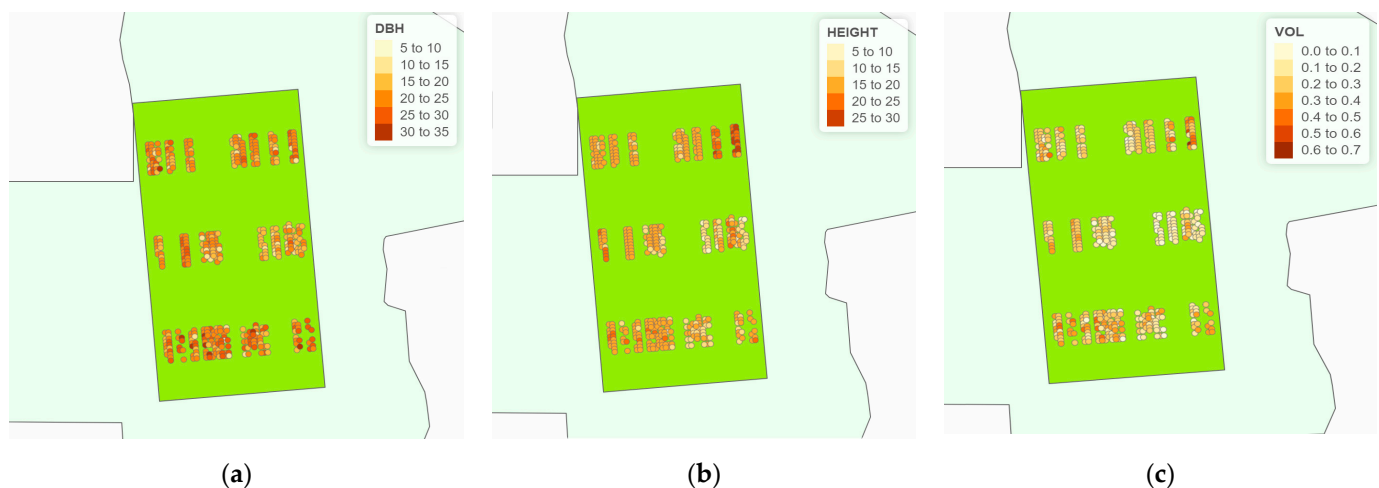 DBH
5 to 10
10 to 15
15 to 20
20 to 25
25 to 30
30 to 35
(a)
HEIGHT
5 to 10
10 to 15
15 to 20
20 to 25
25 to 30
(b)
VOL
0.0 to 0.1
0.1 to 0.2
0.2 to 0.3
0.3 to 0.4
0.4 to 0.5
0.5 to 0.6
0.6 to 0.7
(c)